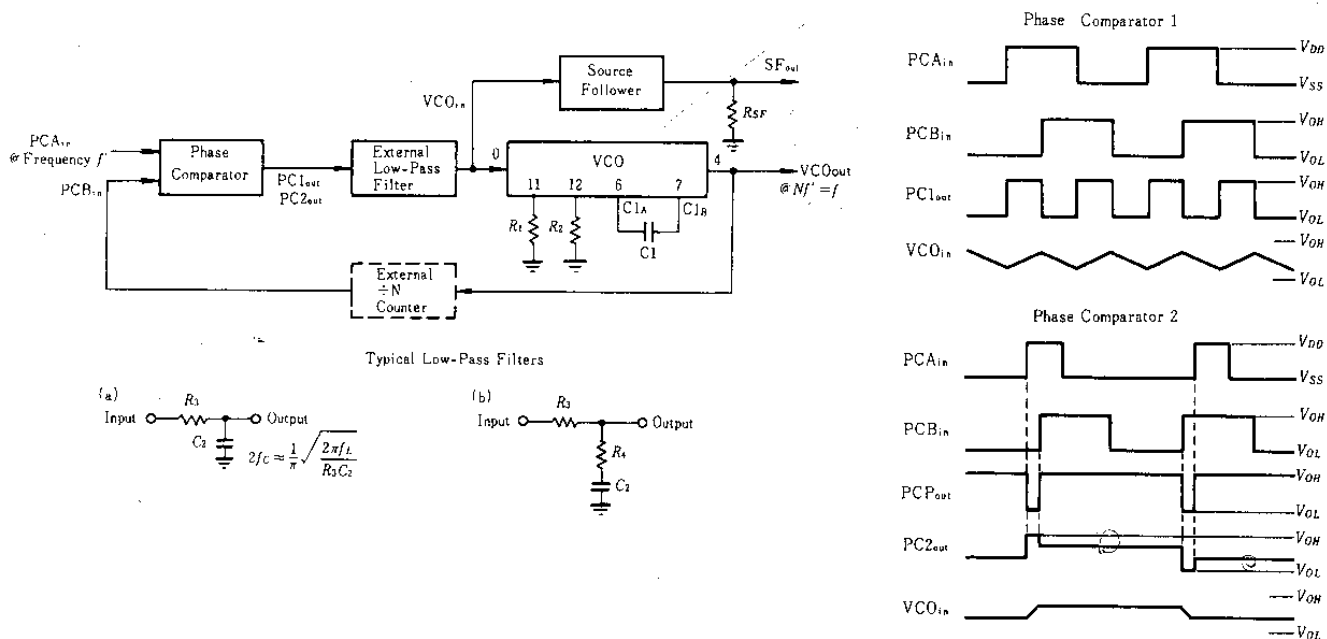 Source
Follower
SFout
RSF
VCOin
PCAin
@ Frequency f'
PCBin
Phase
Comparator
PC1out
PC2out
External
Low-Pass
Filter
VCO
11
12
6
7
4
R1
R2
C1A
C1B
C1
VCOout
@Nf'=f
External
÷N
Counter
Typical Low-Pass Filters
(a)
R3
Input
Output
C2
2fC≈1/π√(2πfL/R3C2)
(b)
R3
Input
Output
R4
C2
Phase Comparator 1
PCAin
VDD
VSS
PCBin
VOH
VOL
PC1out
VOH
VOL
VCOin
VOH
VOL
Phase Comparator 2
PCAin
VDD
VSS
PCBin
VOH
VOL
PCPout
VOH
VOL
PC2out
VOH
VOL
VCOin
VOH
VOL